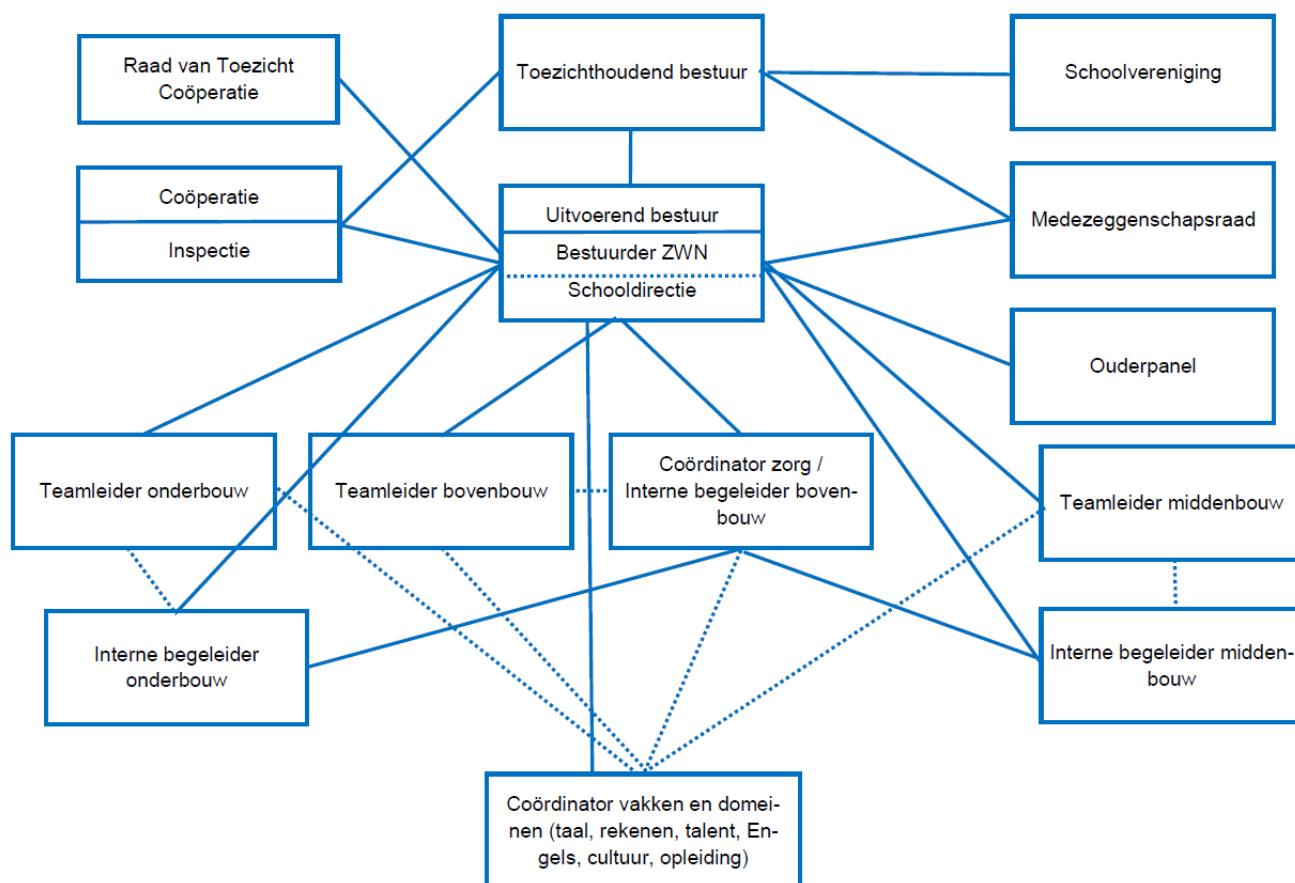 Raad van Toezicht
Coöperatie
Toezichthoudend bestuur
Schoolvereniging
Coöperatie
Inspectie
Uitvoerend bestuur
Bestuurder ZWN
Schooldirectie
Medezeggenschapsraad
Ouderpanel
Teamleider onderbouw
Teamleider bovenbouw
Coördinator zorg /
Interne begeleider boven-
bouw
Teamleider middenbouw
Interne begeleider
onderbouw
Interne begeleider midden-
bouw
Coördinator vakken en domei-
nen (taal, rekenen, talent, En-
gels, cultuur, opleiding)